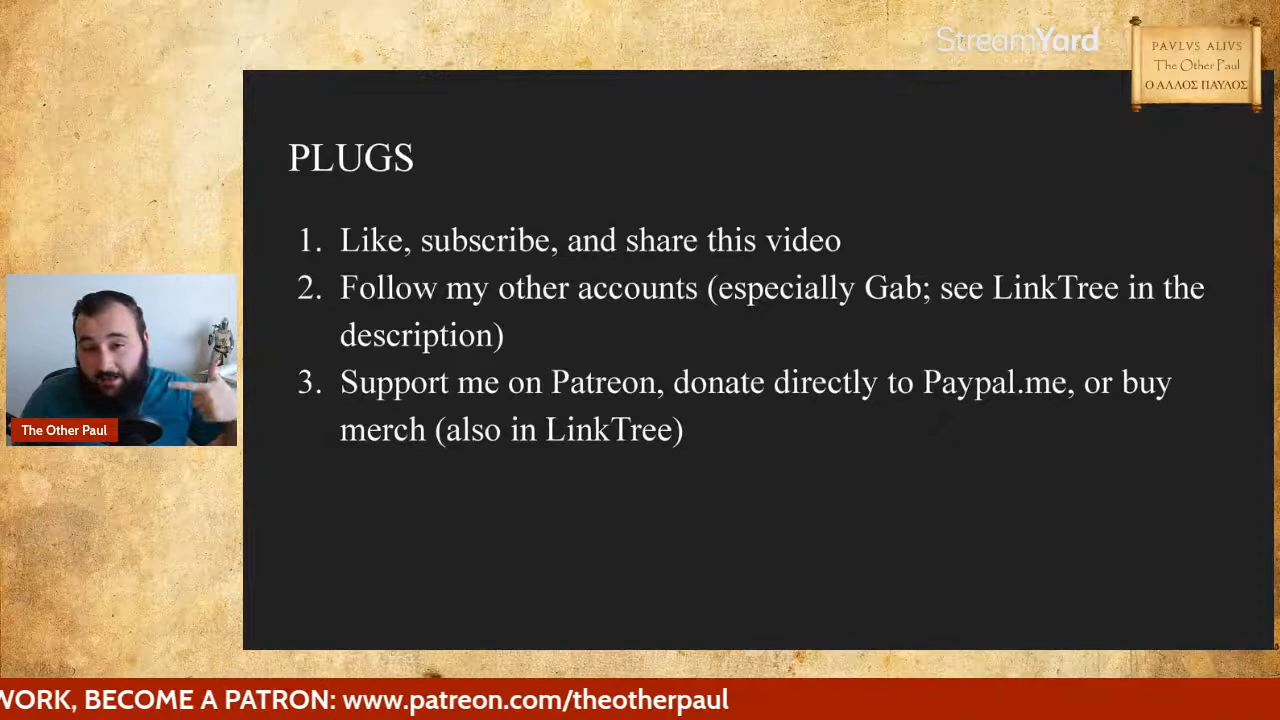 StreamYard
PAVLVS ALIVS
The Other Paul
Ο ΑΛΛΟΣ ΠΑΥΛΟΣ
PLUGS
1. Like, subscribe, and share this video
2. Follow my other accounts (especially Gab; see LinkTree in the
description)
3. Support me on Patreon, donate directly to Paypal.me, or buy
merch (also in LinkTree)
The Other Paul
WORK, BECOME A PATRON: www.patreon.com/theotherpaul